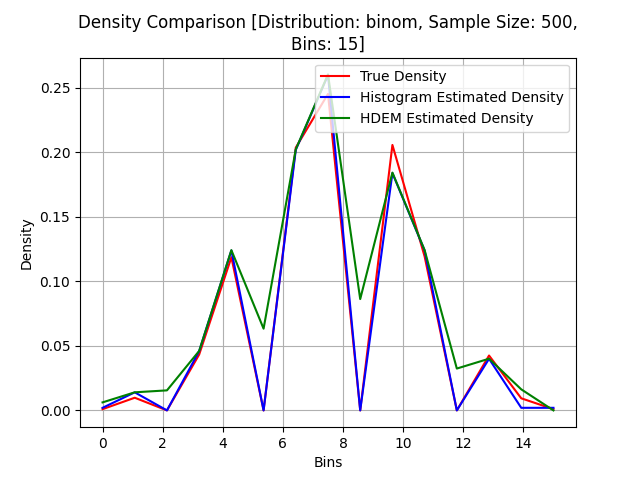 Density Comparison [Distribution: binom, Sample Size: 500,
Bins: 15]
True Density
Histogram Estimated Density
HDEM Estimated Density
Density
0.25
0.20
0.15
0.10
0.05
0.00
0 2 4 6 8 10 12 14
Bins